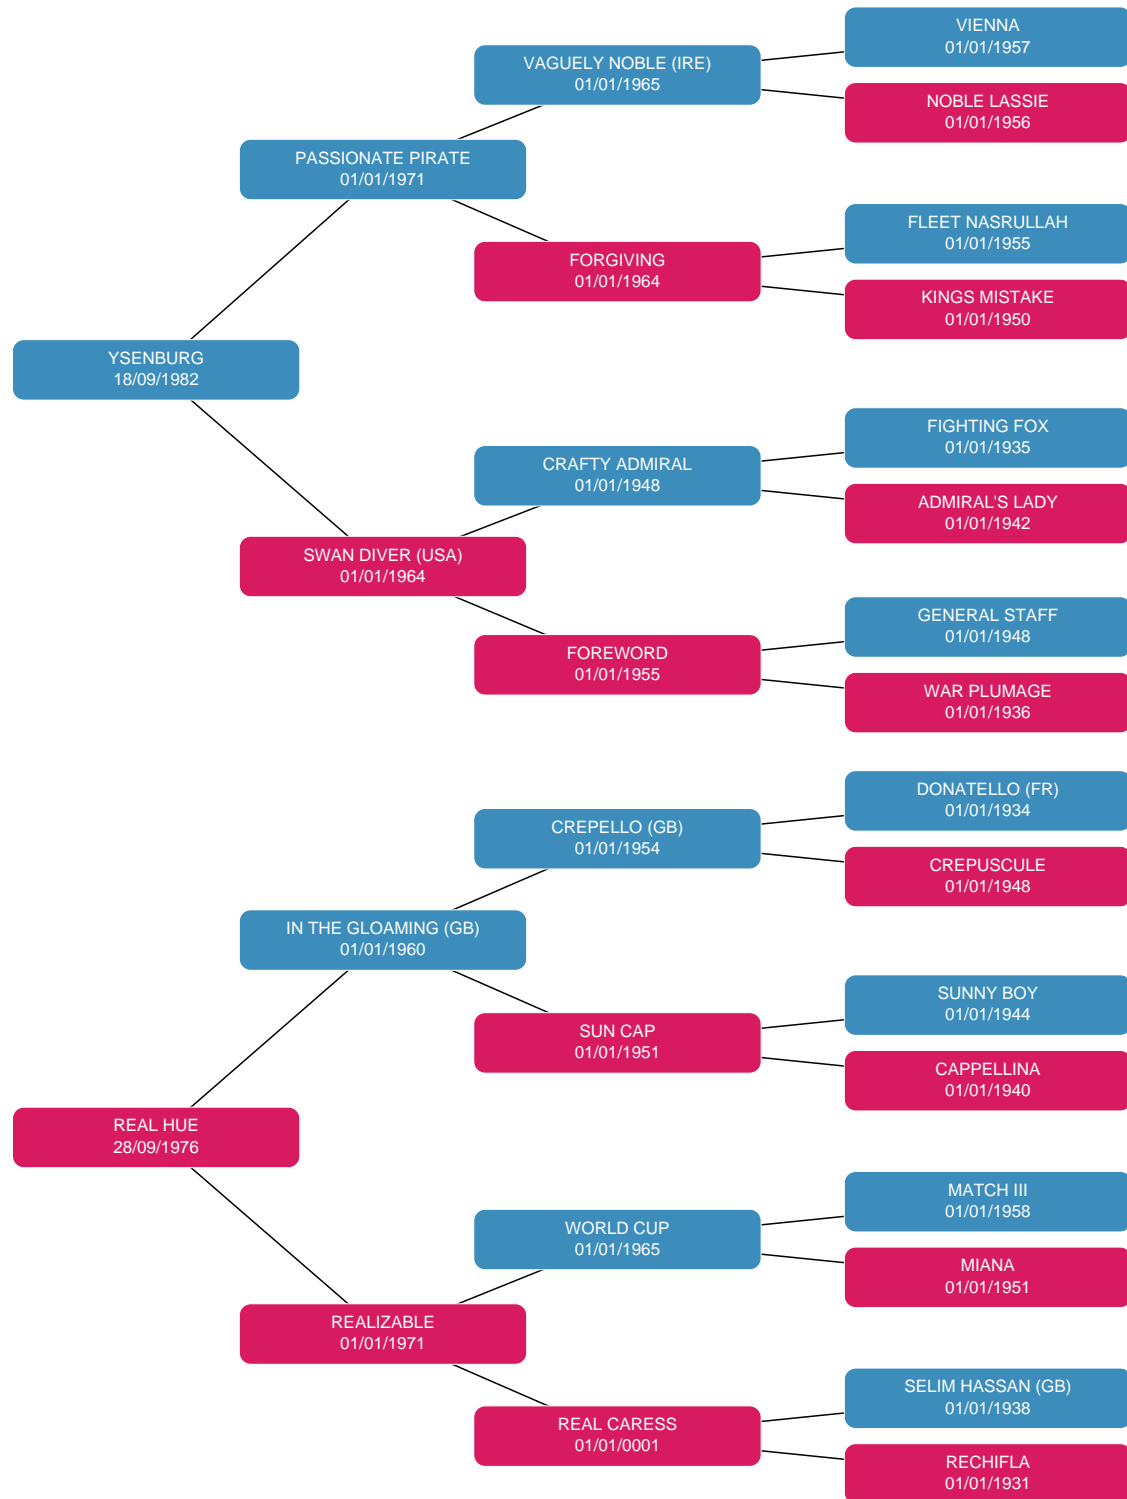 VIENNA
01/01/1957
VAGUELY NOBLE (IRE)
01/01/1965
NOBLE LASSIE
01/01/1956
PASSIONATE PIRATE
01/01/1971
FLEET NASRULLAH
01/01/1955
FORGIVING
01/01/1964
KINGS MISTAKE
01/01/1950
YSENBURG
18/09/1982
FIGHTING FOX
01/01/1935
CRAFTY ADMIRAL
01/01/1948
ADMIRAL'S LADY
01/01/1942
SWAN DIVER (USA)
01/01/1964
GENERAL STAFF
01/01/1948
FOREWORD
01/01/1955
WAR PLUMAGE
01/01/1936
DONATELLO (FR)
01/01/1934
CREPELLO (GB)
01/01/1954
CREPUSCULE
01/01/1948
IN THE GLOAMING (GB)
01/01/1960
SUNNY BOY
01/01/1944
SUN CAP
01/01/1951
CAPPELLINA
01/01/1940
REAL HUE
28/09/1976
MATCH III
01/01/1958
WORLD CUP
01/01/1965
MIANA
01/01/1951
REALIZABLE
01/01/1971
SELIM HASSAN (GB)
01/01/1938
REAL CARESS
01/01/0001
RECHIFLA
01/01/1931